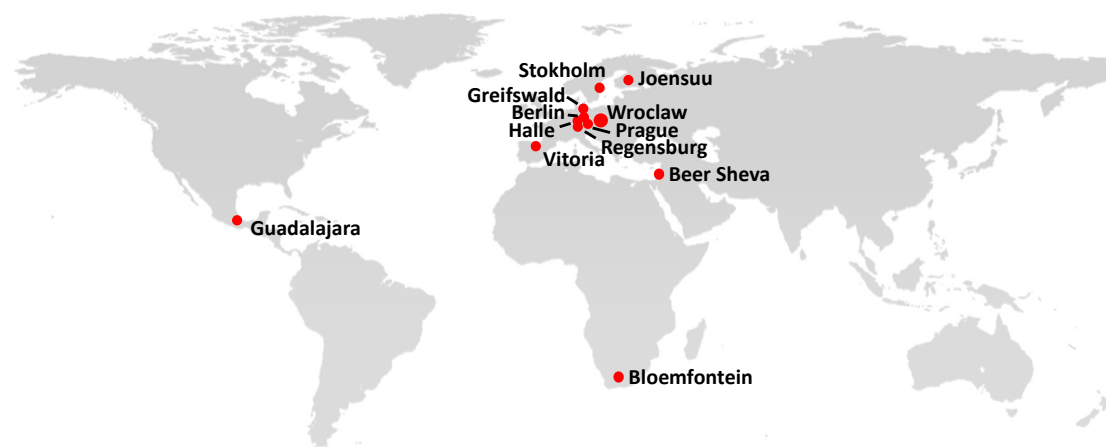 Stokholm
Joensuu
Greifswald
Berlin
Wroclaw
Halle
Prague
Regensburg
Vitoria
Beer Sheva
Guadalajara
Bloemfontein